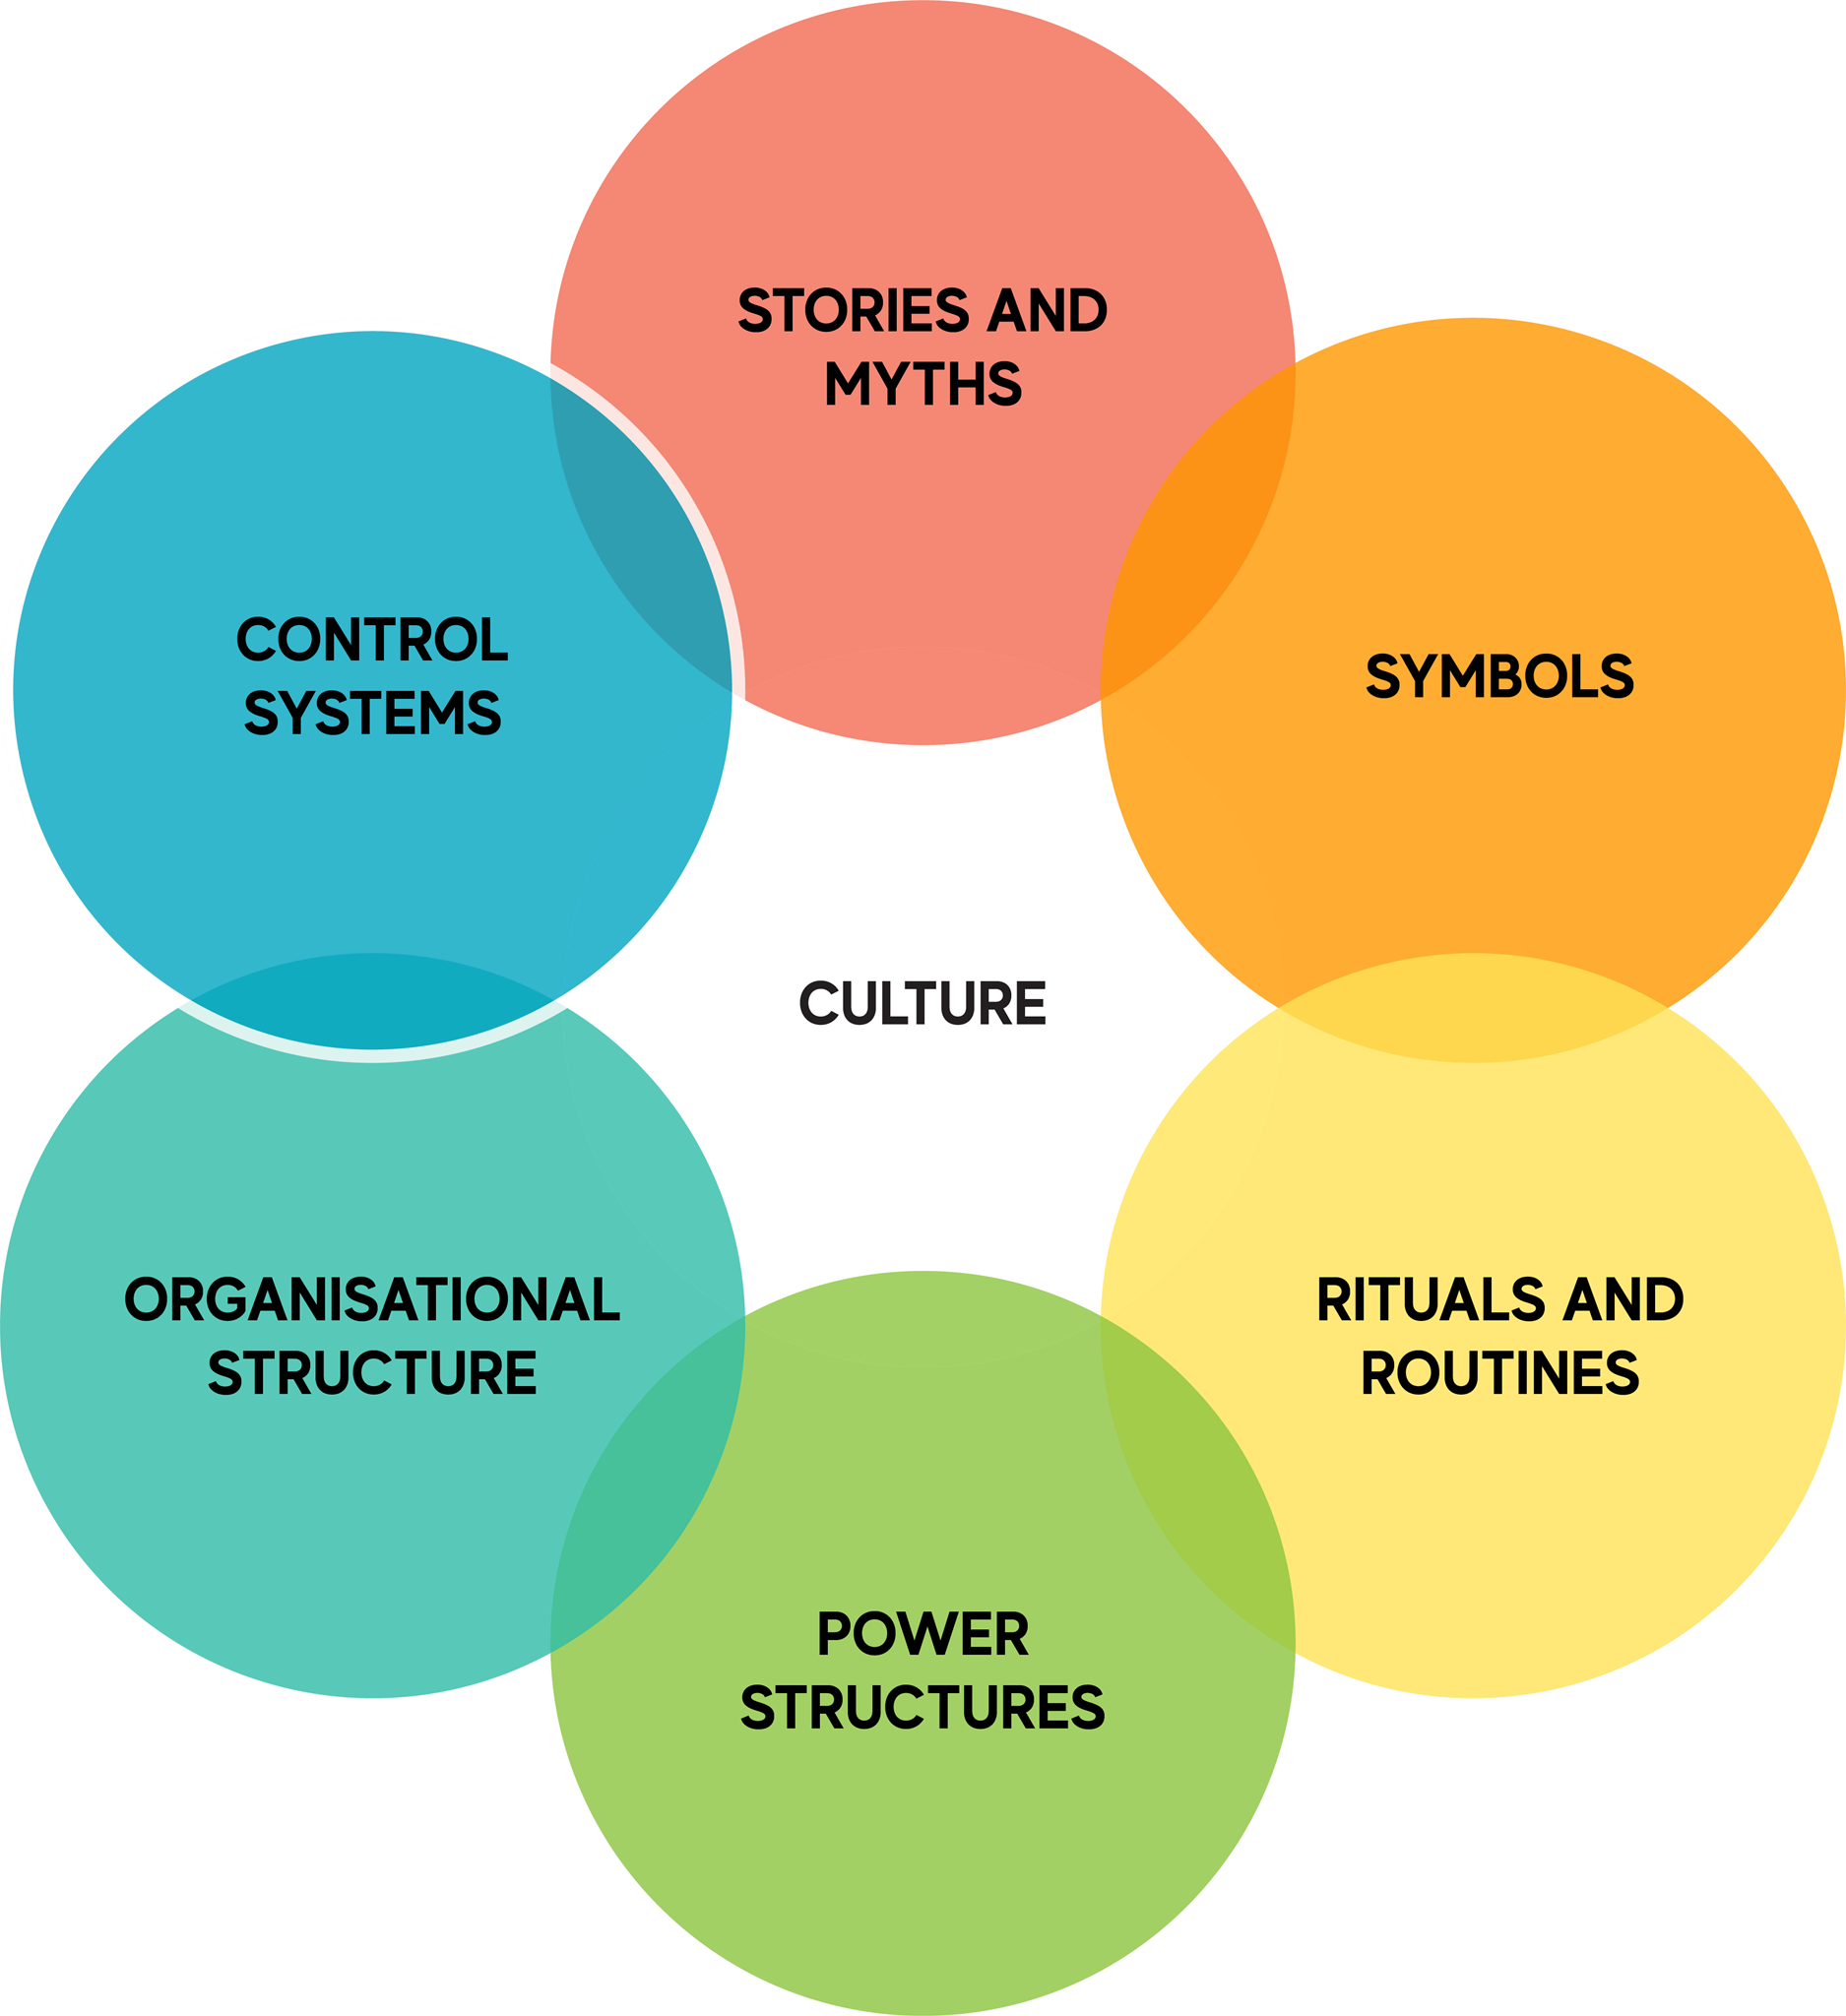 STORIES AND
MYTHS
CONTROL
SYSTEMS
SYMBOLS
CULTURE
ORGANISATIONAL
STRUCTURE
RITUALS AND
ROUTINES
POWER
STRUCTURES